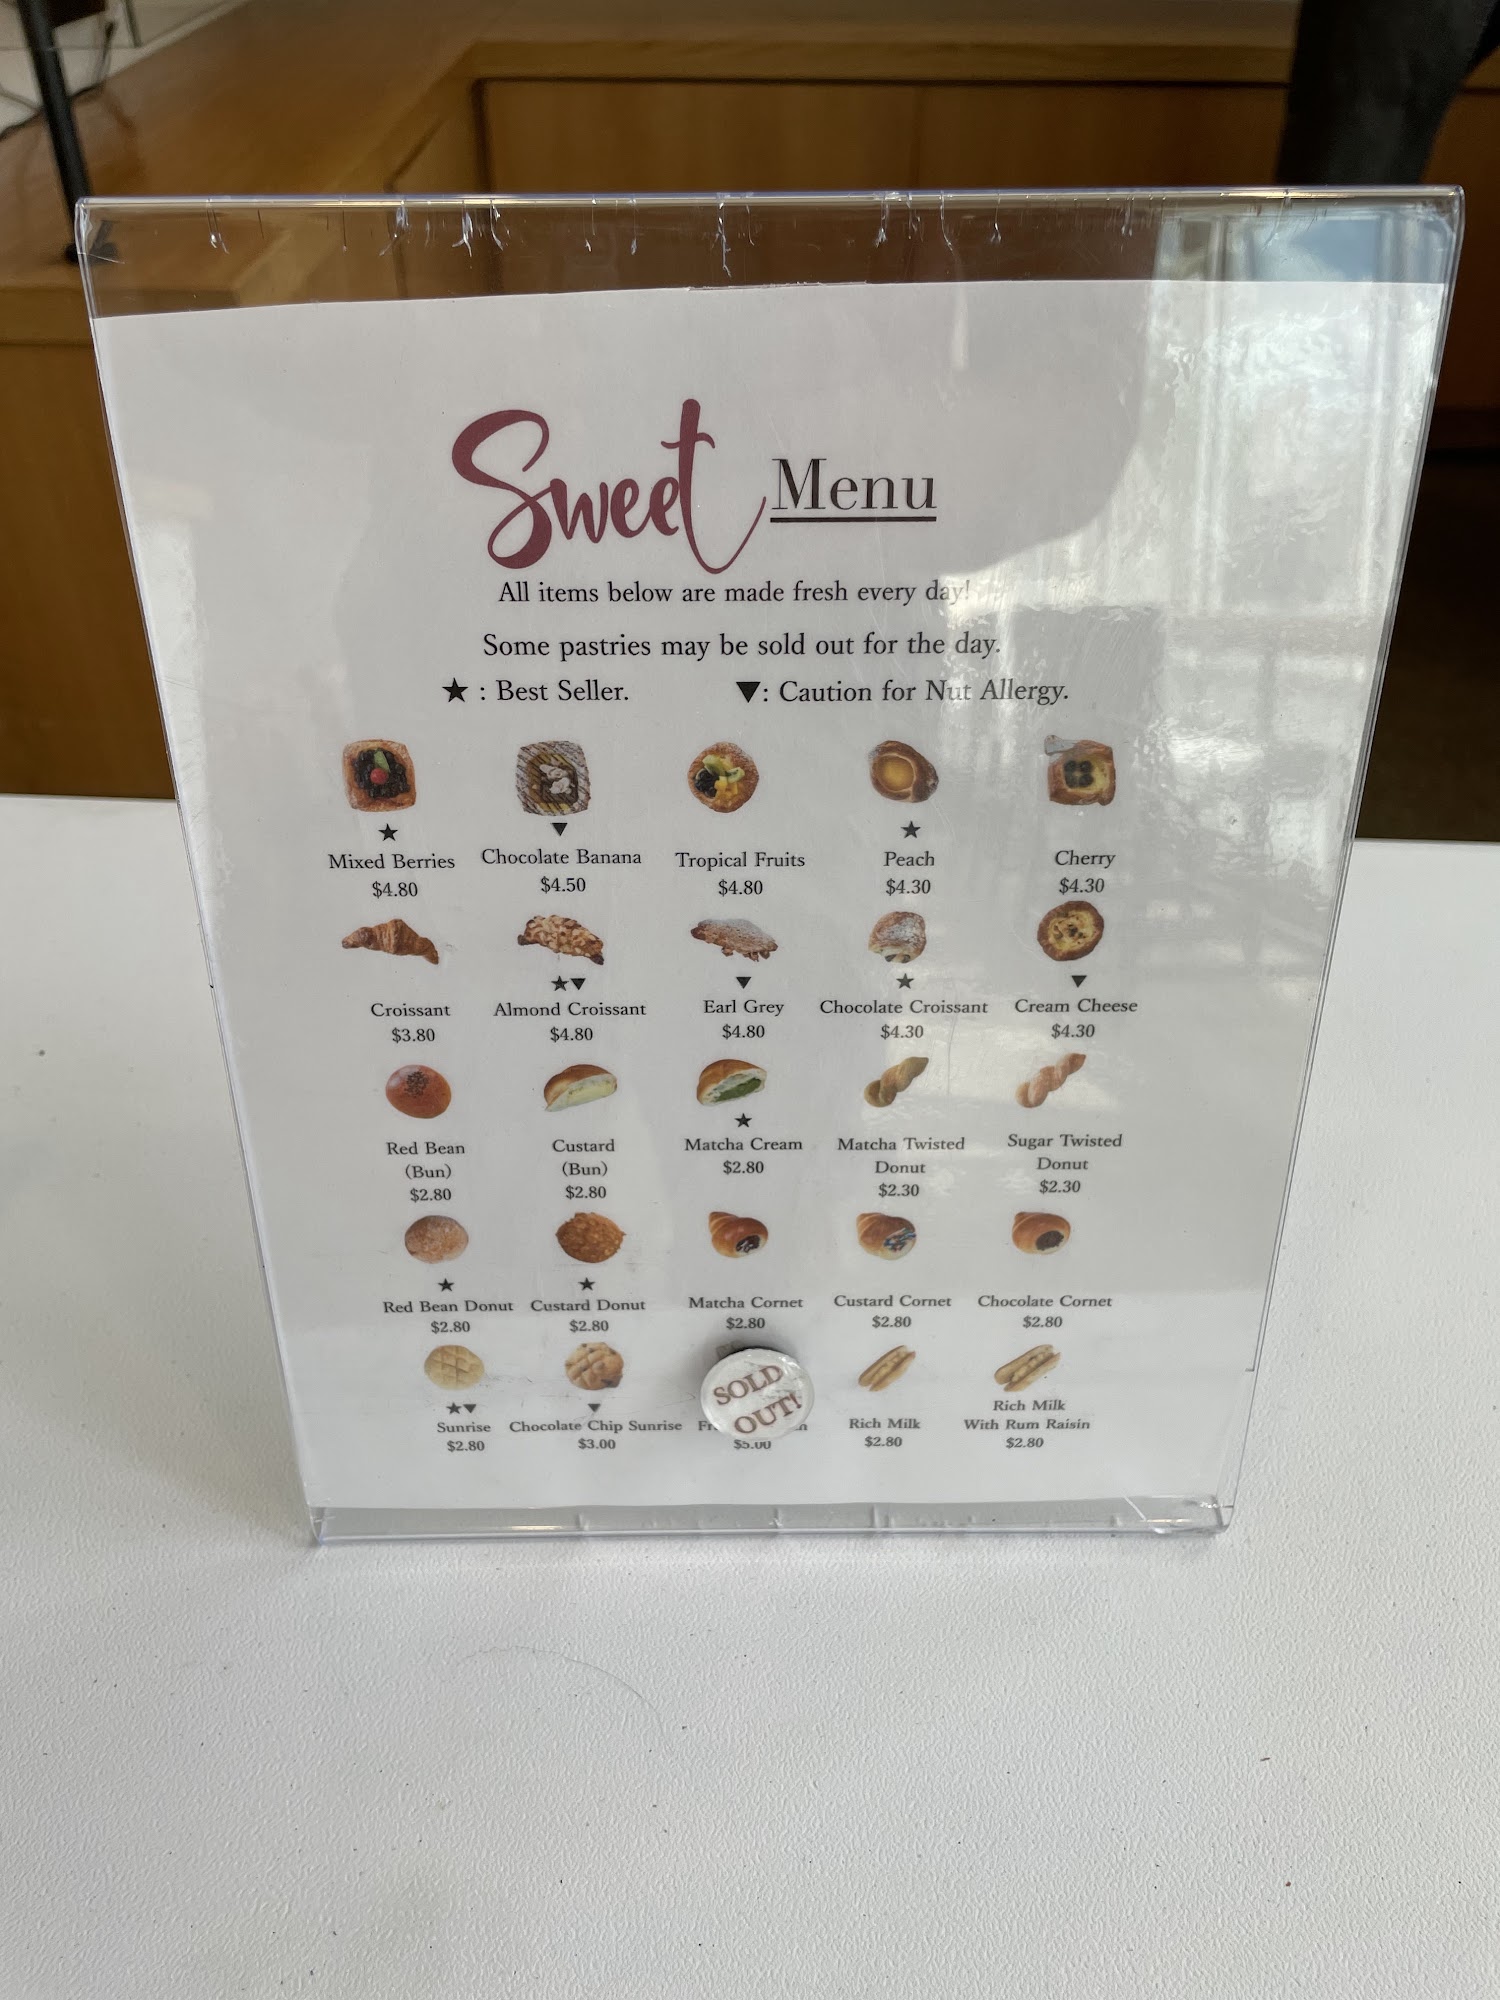 Sweet Menu
All items below are made fresh every day!
Some pastries may be sold out for the day.
★ : Best Seller. ▼: Caution for Nut Allergy.
★ ▼ ★
Mixed Berries Chocolate Banana Tropical Fruits Peach Cherry
$4.80 $4.50 $4.80 $4.30 $4.30
★▼ ▼ ★ ▼
Croissant Almond Croissant Earl Grey Chocolate Croissant Cream Cheese
$3.80 $4.80 $4.80 $4.30 $4.30
★
Red Bean Custard Matcha Cream Matcha Twisted Sugar Twisted
(Bun) (Bun) $2.80 Donut Donut
$2.80 $2.80 $2.30 $2.30
★ ★
Red Bean Donut Custard Donut Matcha Cornet Custard Cornet Chocolate Cornet
$2.80 $2.80 $2.80 $2.80 $2.80
SOLD
OUT!
★▼ ▼ Rich Milk
Sunrise Chocolate Chip Sunrise Rich Milk With Rum Raisin
$2.80 $3.00 $5.00 $2.80 $2.80